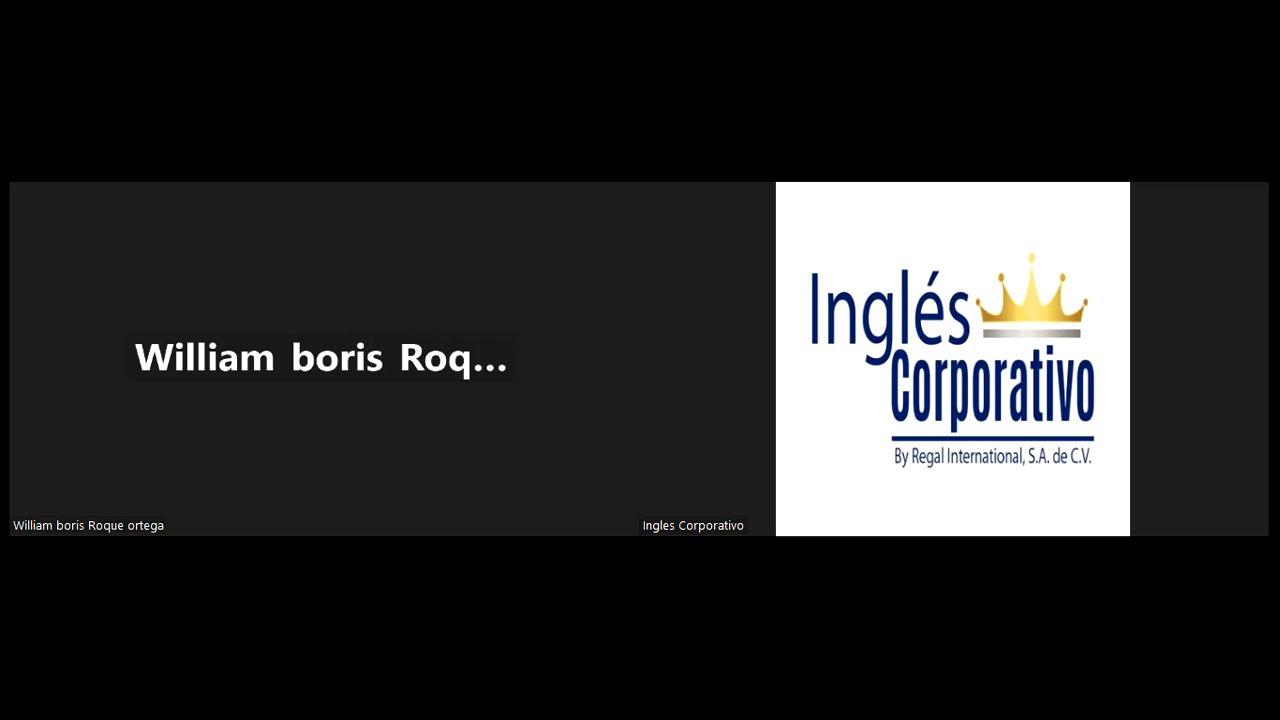 William boris Roq...
William boris Roque ortega
Ingles Corporativo
Inglés
Corporativo
By Regal International, S.A. de C.V.